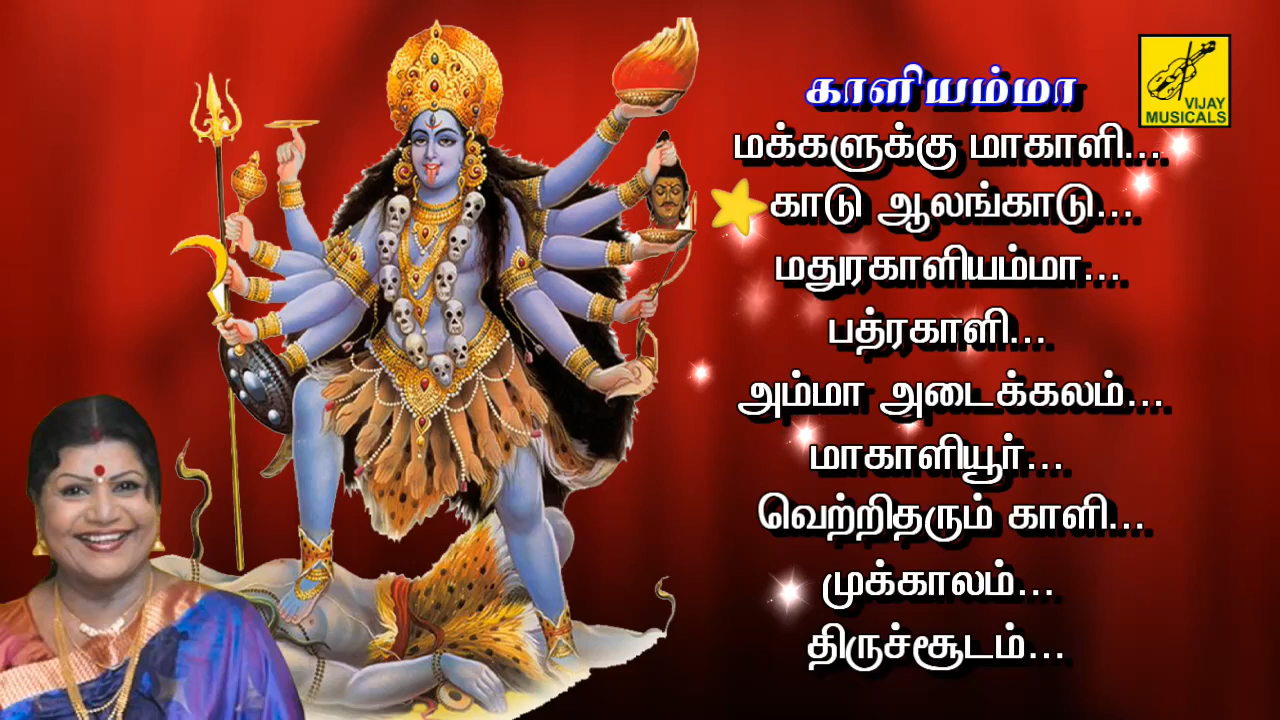 காளியம்மா
VIJAY
MUSICALS
மக்களுக்கு மாகாளி...
காடு ஆலங்காடு...
மதுரகாளியம்மா...
பத்ரகாளி...
அம்மா அடைக்கலம்...
மாகாளியூர்...
வெற்றிதரும் காளி...
முக்காலம்...
திருச்சூடம்...